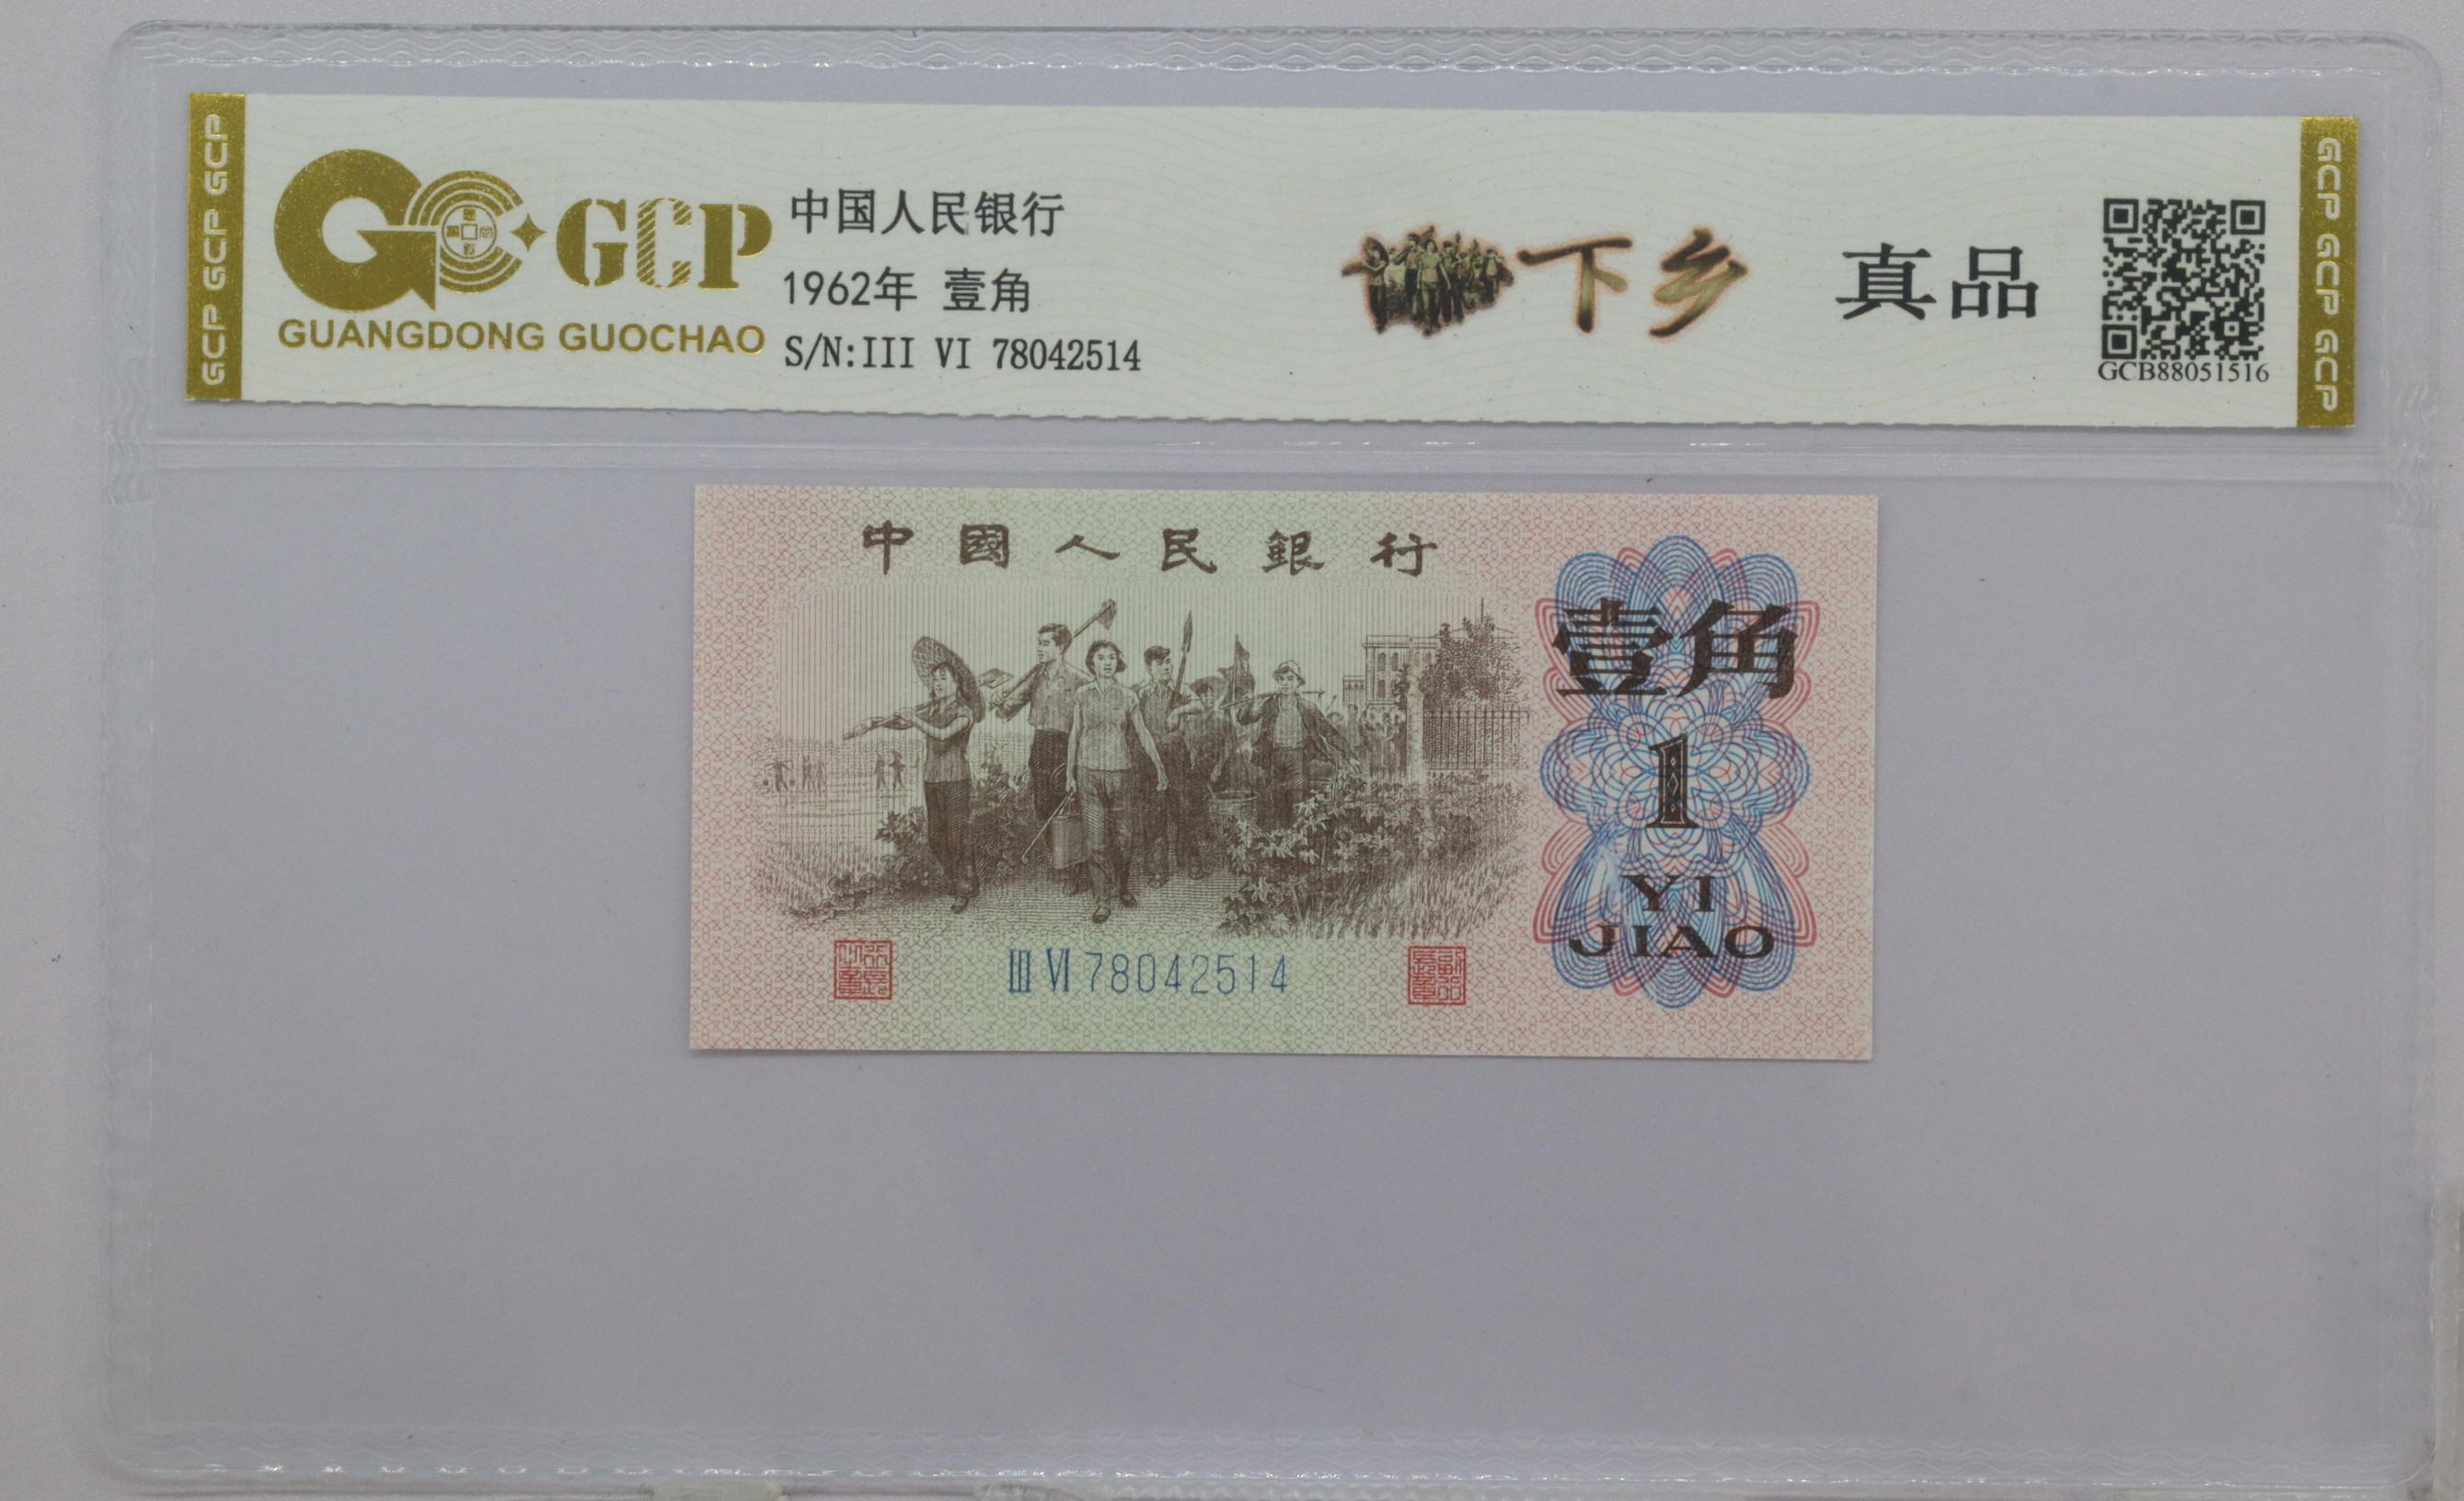 GCP GCP GCP
GCP
GUANGDONG GUOCHAO
中国人民银行
1962年 壹角
S/N:III VI 78042514
下乡
真品
GCB88051516
GCP GCP GCP
中國人民銀行
壹角
1
YI
JIAO
III VI 78042514